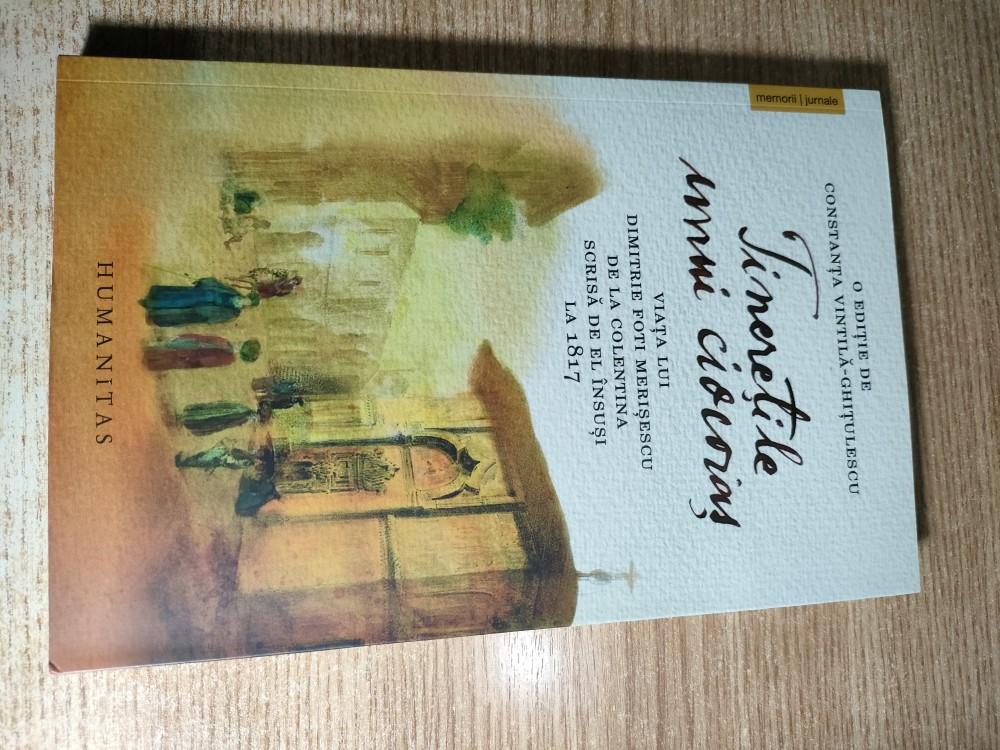 memorii | jurnale
O EDIȚIE DE
CONSTANȚA VINTILĂ-GHIȚULESCU
Tinerețile
unui ciocoiaș
VIAȚA LUI
DIMITRIE FOTI MERIȘESCU
DE LA COLENTINA
SCRISĂ DE EL ÎNSUȘI
LA 1817
HUMANITAS